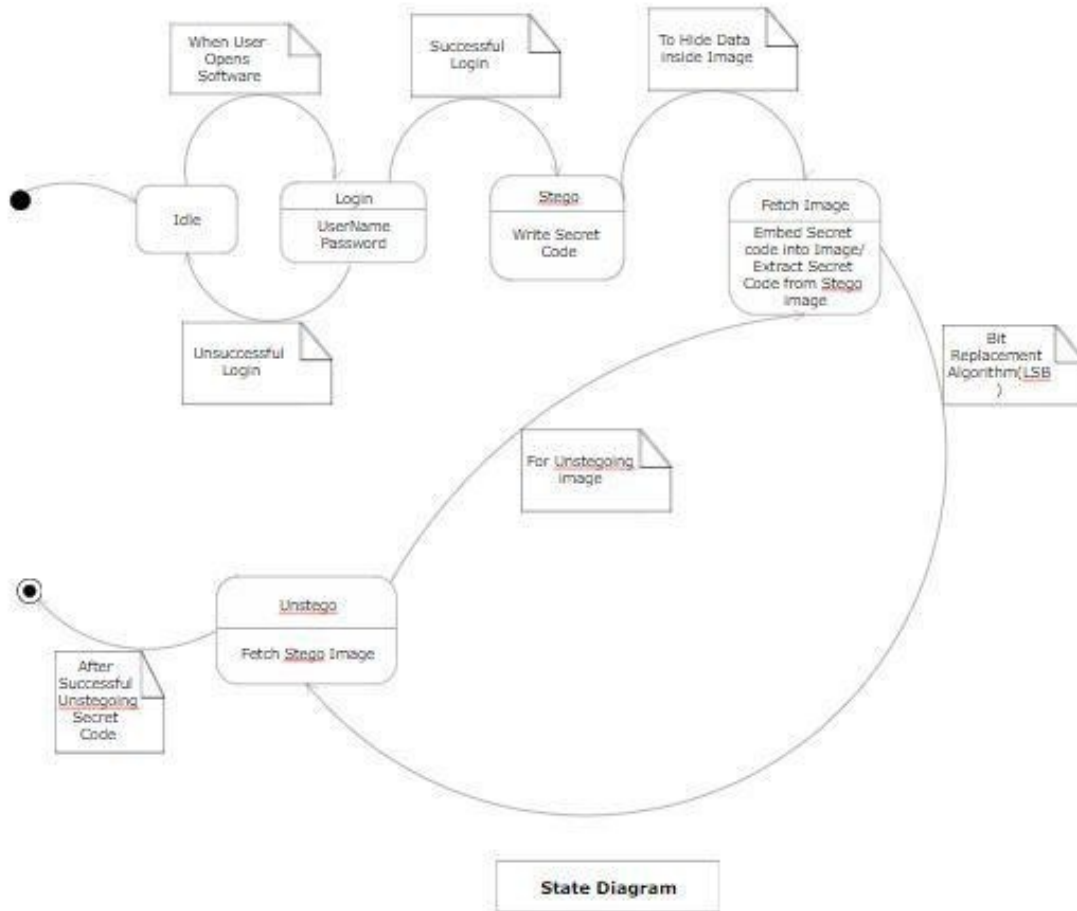 When User
Opens
Software
Successful
Login
To Hide Data
inside Image
Idle
Login
UserName
Password
Stego
Write Secret
Code
Fetch Image
Embed Secret
code into Image/
Extract Secret
Code from Stego
image
Unsuccessful
Login
Bit
Replacement
Algorithm(LSB
)
For Unstegoing
image
Unstego
Fetch Stego Image
After
Successful
Unstegoing
Secret
Code
State Diagram